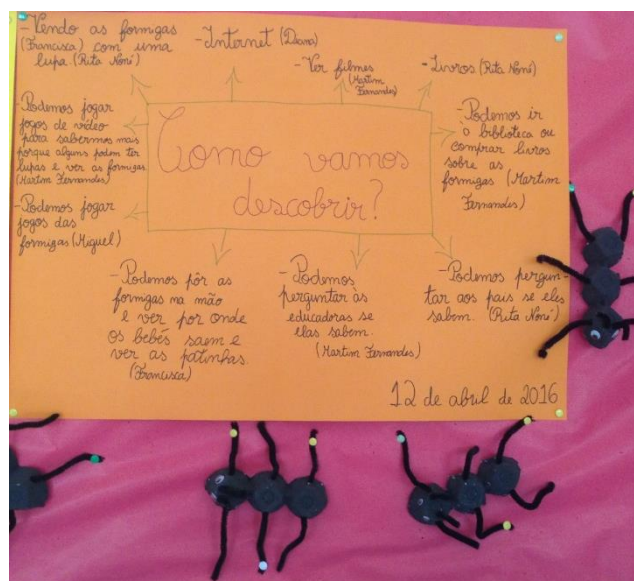 - Vendo as formigas
(Francisca) com uma
lupa. (Rita Noné)
- Internet (Diana)
- Ver filmes
(Martim
Fernandes)
- Livros (Rita Noné)
- Podemos jogar
jogos de vídeo
para sabermos mais
porque alguns podem ter
lupas e ver as formigas.
(Martim Fernandes)
- Podemos jogar
jogos das
formigas (Miguel)
Como vamos
descobrir?
- Podemos ir
à biblioteca ou
comprar livros
sobre as
formigas (Martim
Fernandes)
- Podemos pôr as
formigas na mão
e ver por onde
os bebés saem e
ver as patinhas.
(Francisca)
- Podemos
perguntar às
educadoras se
elas sabem.
(Martim Fernandes)
- Podemos pergun-
tar aos pais se eles
sabem. (Rita Noné)
12 de abril de 2016